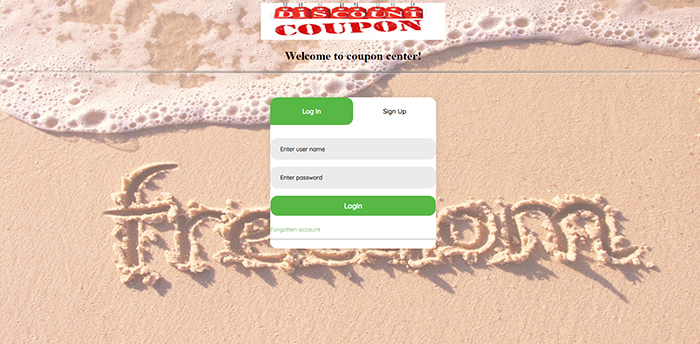 DISCOUNT
COUPON
Welcome to coupon center!
Log In
Sign Up
Enter user name
Enter password
Login
Forgotten account
freedom